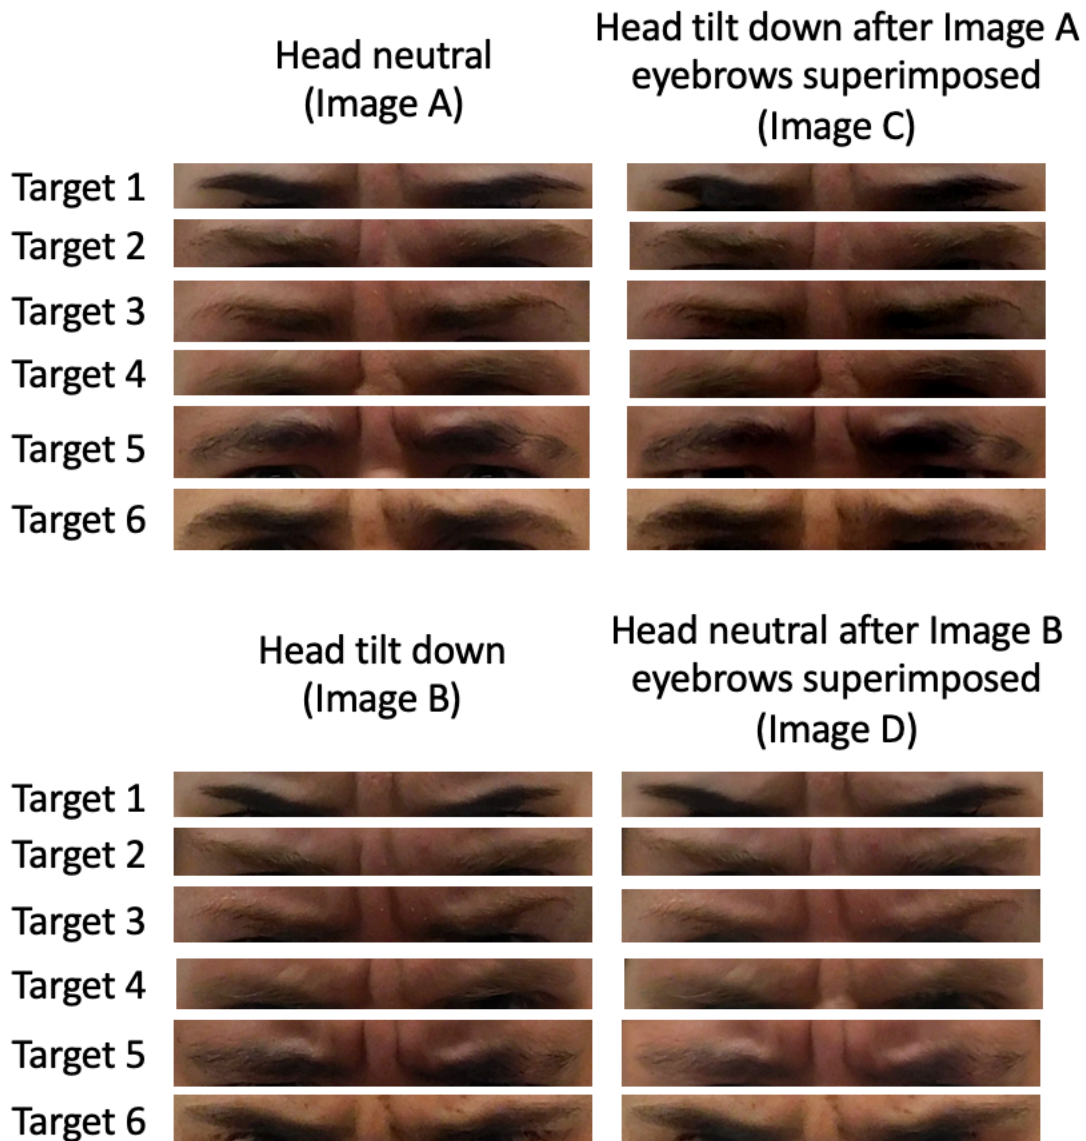 Head neutral
(Image A)
Head tilt down after Image A
eyebrows superimposed
(Image C)
Target 1
Target 2
Target 3
Target 4
Target 5
Target 6
Head tilt down
(Image B)
Head neutral after Image B
eyebrows superimposed
(Image D)
Target 1
Target 2
Target 3
Target 4
Target 5
Target 6